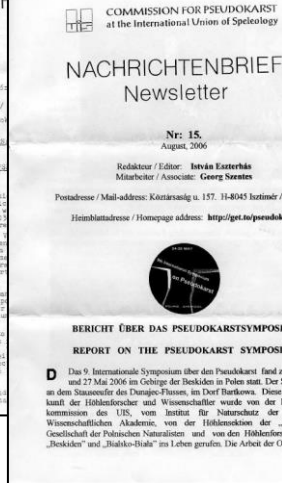 COMMISSION FOR PSEUDOKARST
at the International Union of Speleology
NACHRICHTENBRIEF
Newsletter
Nr: 15.
August, 2006
Redakteur / Editor: István Eszterhás
Mitarbeiter / Associate: Georg Szentes
Postadresse / Mail-address: Köztársaság u. 157. H-8045 Isztimér /
Heimblattadresse / Homepage address: http://get.to/pseudok
on Pseudokarst
BERICHT ÜBER DAS PSEUDOKARSTSYMPOSI
REPORT ON THE PSEUDOKARST SYMPOSI
D Das 9. Internationale Symposium über den Pseudokarst fand z
und 27 Mai 2006 im Gebirge der Beskiden in Polen statt. Der S
an dem Stauseeufer des Dunajec-Flusses, im Dorf Bartkowa. Diese
kunft der Höhlenforscher und Wissenschaftler wurde von der
kommission des UIS, vom Institut für Naturschutz der
Wissenschaftlichen Akademie, von der Höhlensektion der
Gesellschaft der Polnischen Naturalisten und von den Höhlenfors
„Beskiden" und „Bialsko-Biala" ins Leben gerufen. Die Arbeit der O